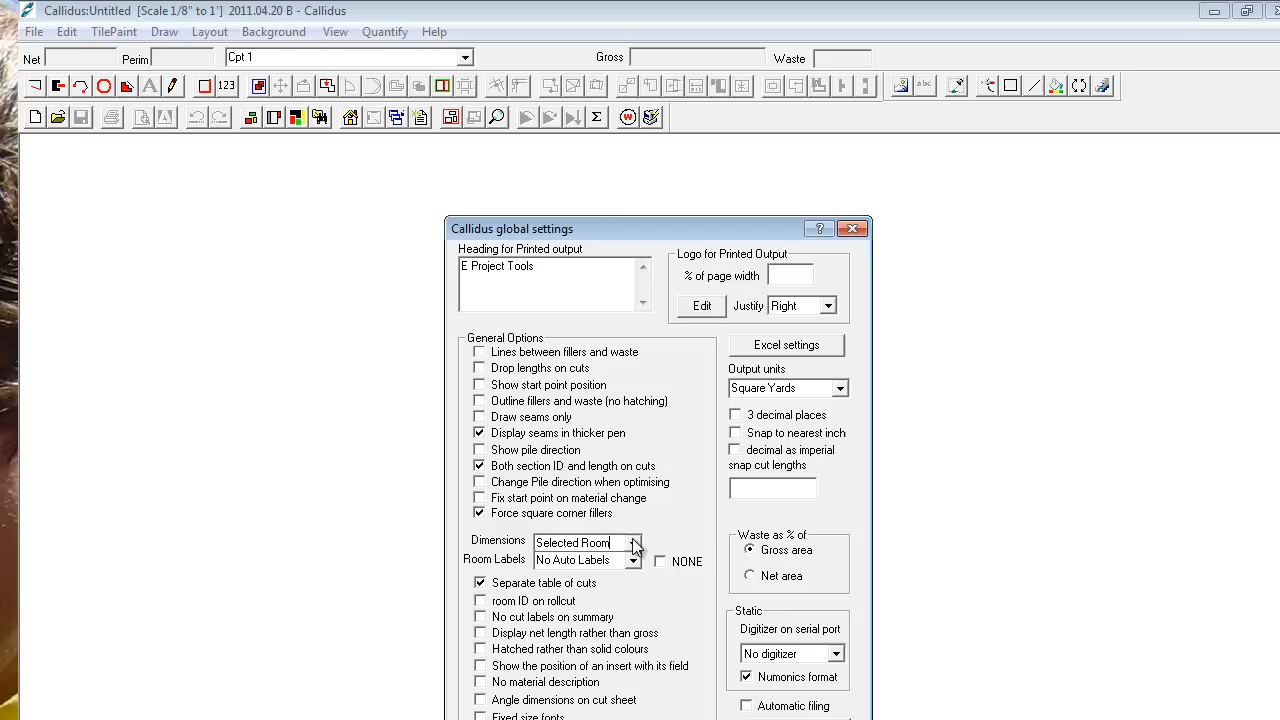 Callidus:Untitled [Scale 1/8" to 1'] 2011.04.20 B - Callidus
File Edit TilePaint Draw Layout Background View Quantify Help
Net Perim Cpt 1 Gross Waste
123
abc
Callidus global settings
Heading for Printed output
E Project Tools
Logo for Printed Output
% of page width
Edit Justify Right
General Options
Lines between fillers and waste
Drop lengths on cuts
Show start point position
Outline fillers and waste (no hatching)
Draw seams only
Display seams in thicker pen
Show pile direction
Both section ID and length on cuts
Change Pile direction when optimising
Fix start point on material change
Force square corner fillers
Dimensions Selected Room
Room Labels No Auto Labels NONE
Separate table of cuts
room ID on rollcut
No cut labels on summary
Display net length rather than gross
Hatched rather than solid colours
Show the position of an insert with its field
No material description
Angle dimensions on cut sheet
Fixed size fonts
Excel settings
Output units
Square Yards
3 decimal places
Snap to nearest inch
decimal as imperial
snap cut lengths
Waste as % of
Gross area
Net area
Static
Digitizer on serial port
No digitizer
Numonics format
Automatic filing